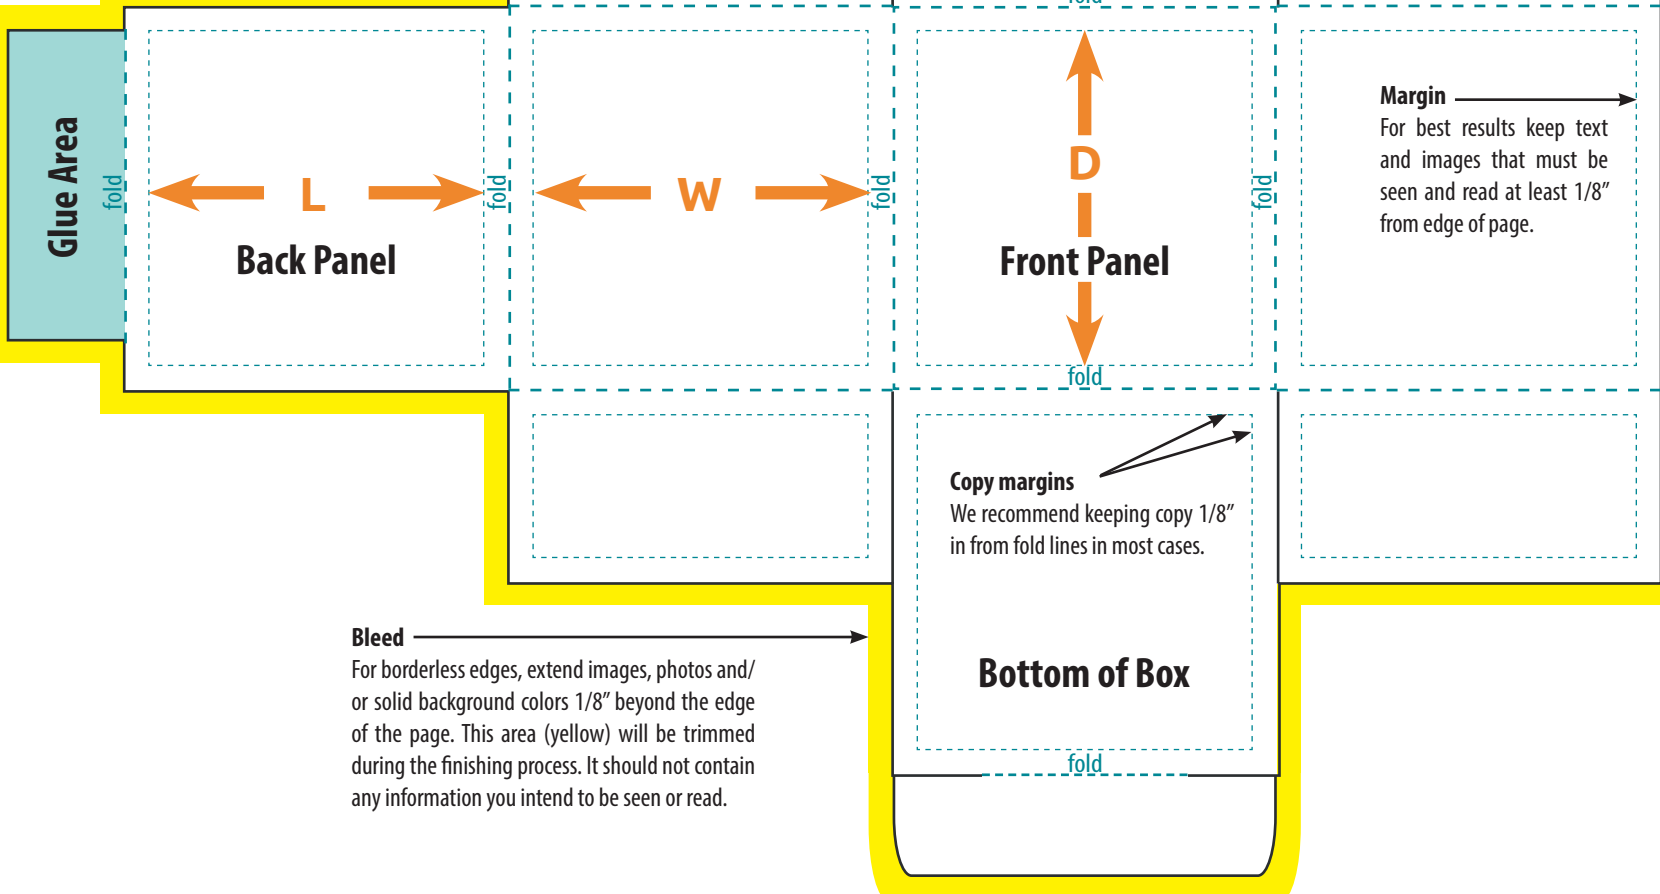 fold
Glue Area
fold
L
Back Panel
fold
W
fold
D
Front Panel
fold
fold
Margin
For best results keep text
and images that must be
seen and read at least 1/8”
from edge of page.
Copy margins
We recommend keeping copy 1/8”
in from fold lines in most cases.
Bottom of Box
fold
Bleed
For borderless edges, extend images, photos and/
or solid background colors 1/8” beyond the edge
of the page. This area (yellow) will be trimmed
during the finishing process. It should not contain
any information you intend to be seen or read.